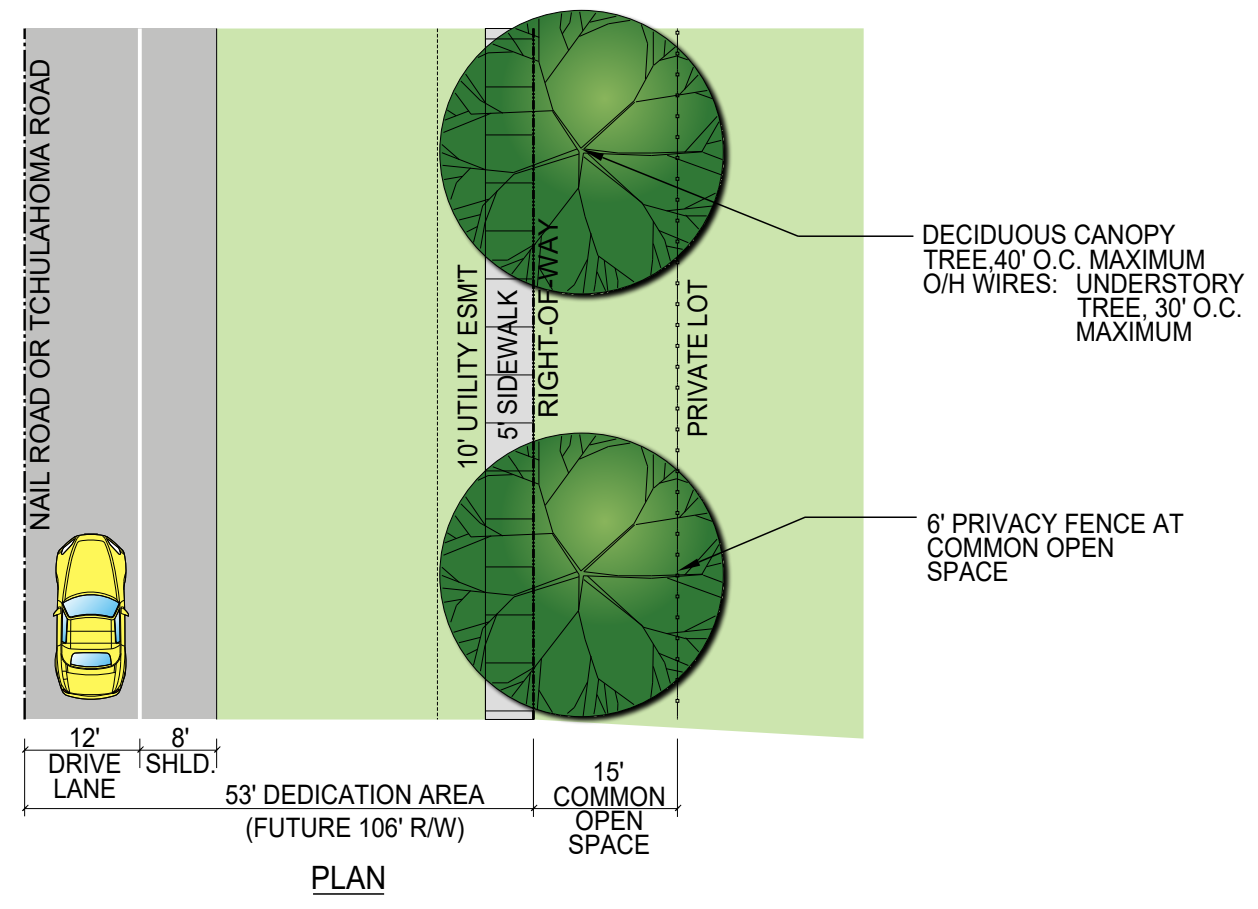 NAIL ROAD OR TCHULAHOMA ROAD
10' UTILITY ESM'T
5' SIDEWALK
RIGHT-OF-WAY
PRIVATE LOT
DECIDUOUS CANOPY
TREE,40' O.C. MAXIMUM
O/H WIRES: UNDERSTORY
TREE, 30' O.C.
MAXIMUM
6' PRIVACY FENCE AT
COMMON OPEN
SPACE
12'
DRIVE
LANE
8'
SHLD.
53' DEDICATION AREA
(FUTURE 106' R/W)
15'
COMMON
OPEN
SPACE
PLAN